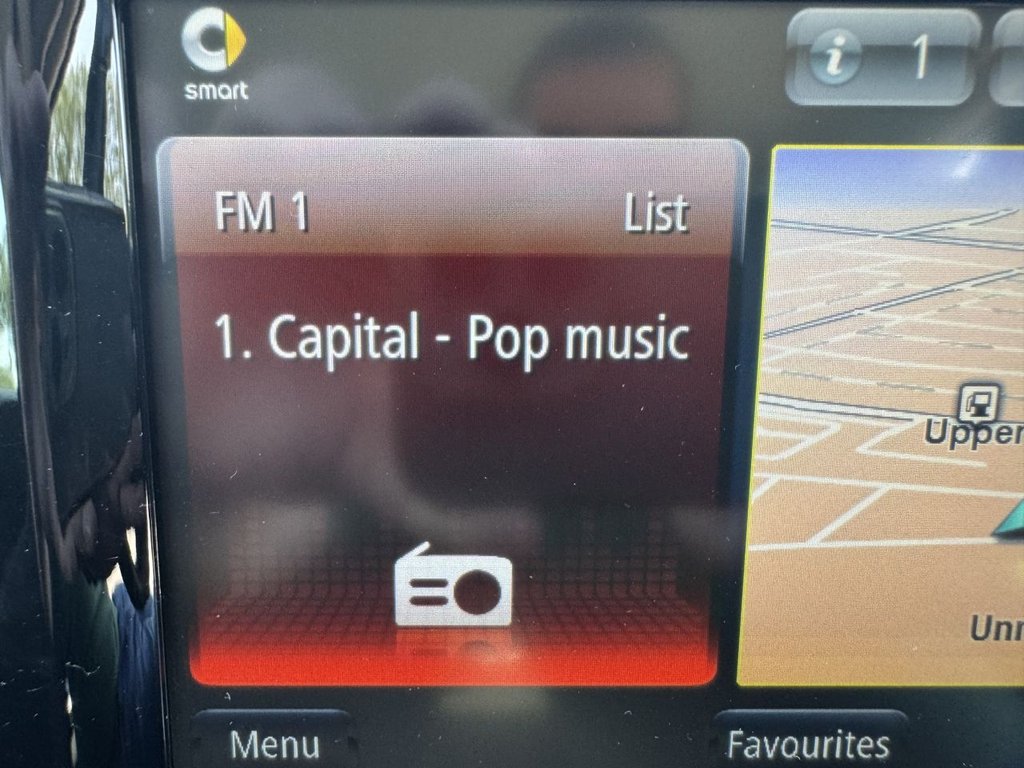 smart
i 1
FM 1 List
1. Capital - Pop music
Upper
Menu Favourites